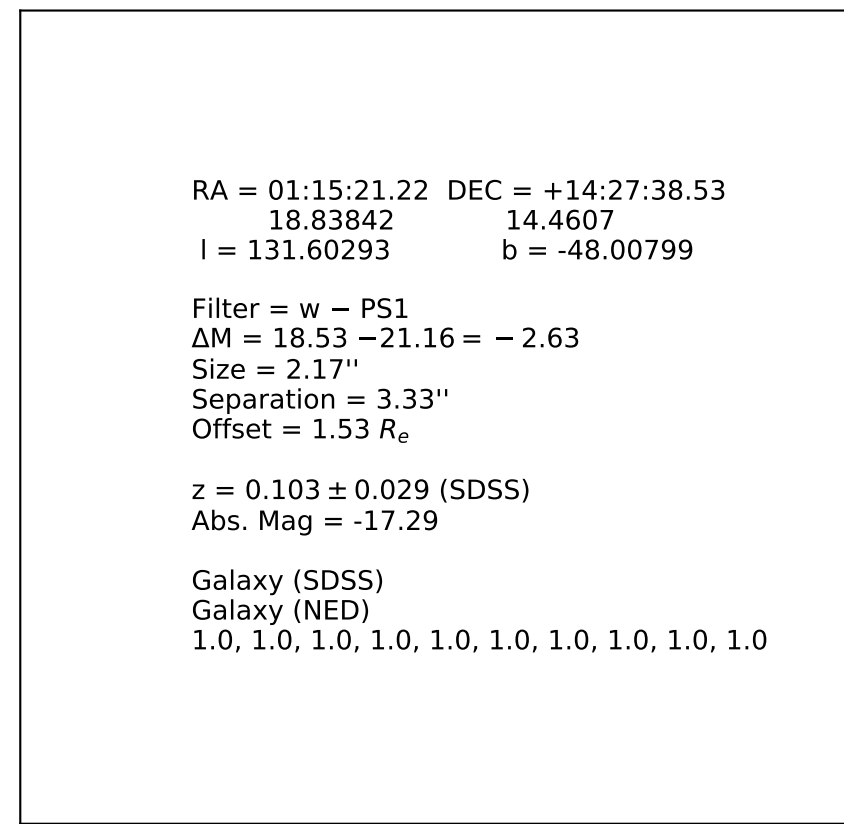 RA = 01:15:21.22 DEC = +14:27:38.53
18.83842 14.4607
l = 131.60293 b = -48.00799
Filter = w − PS1
ΔM = 18.53 −21.16 = −2.63
Size = 2.17''
Separation = 3.33''
Offset = 1.53 Re
z = 0.103 ± 0.029 (SDSS)
Abs. Mag = -17.29
Galaxy (SDSS)
Galaxy (NED)
1.0, 1.0, 1.0, 1.0, 1.0, 1.0, 1.0, 1.0, 1.0, 1.0